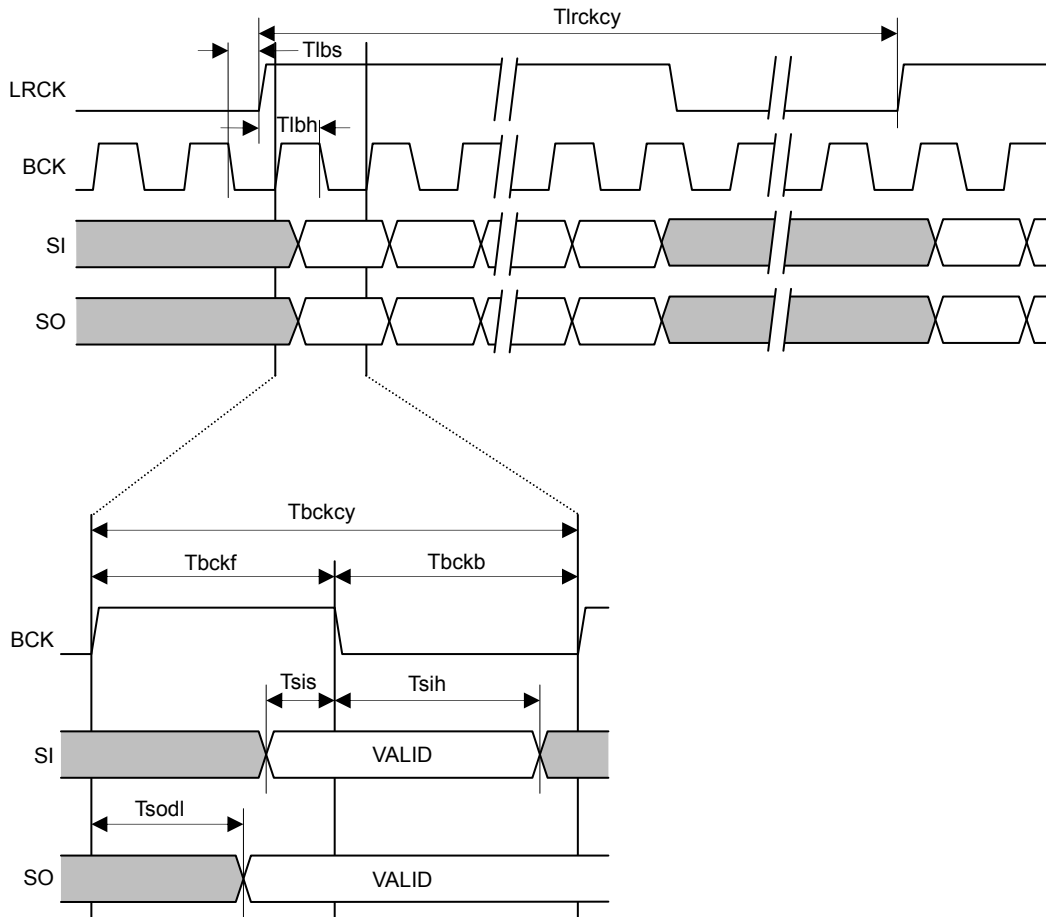 Tlrckcy
Tlbs
LRCK
Tlbh
BCK
SI
SO
Tbckcy
Tbckf
Tbckb
BCK
Tsis
Tsih
SI
VALID
Tsodl
SO
VALID